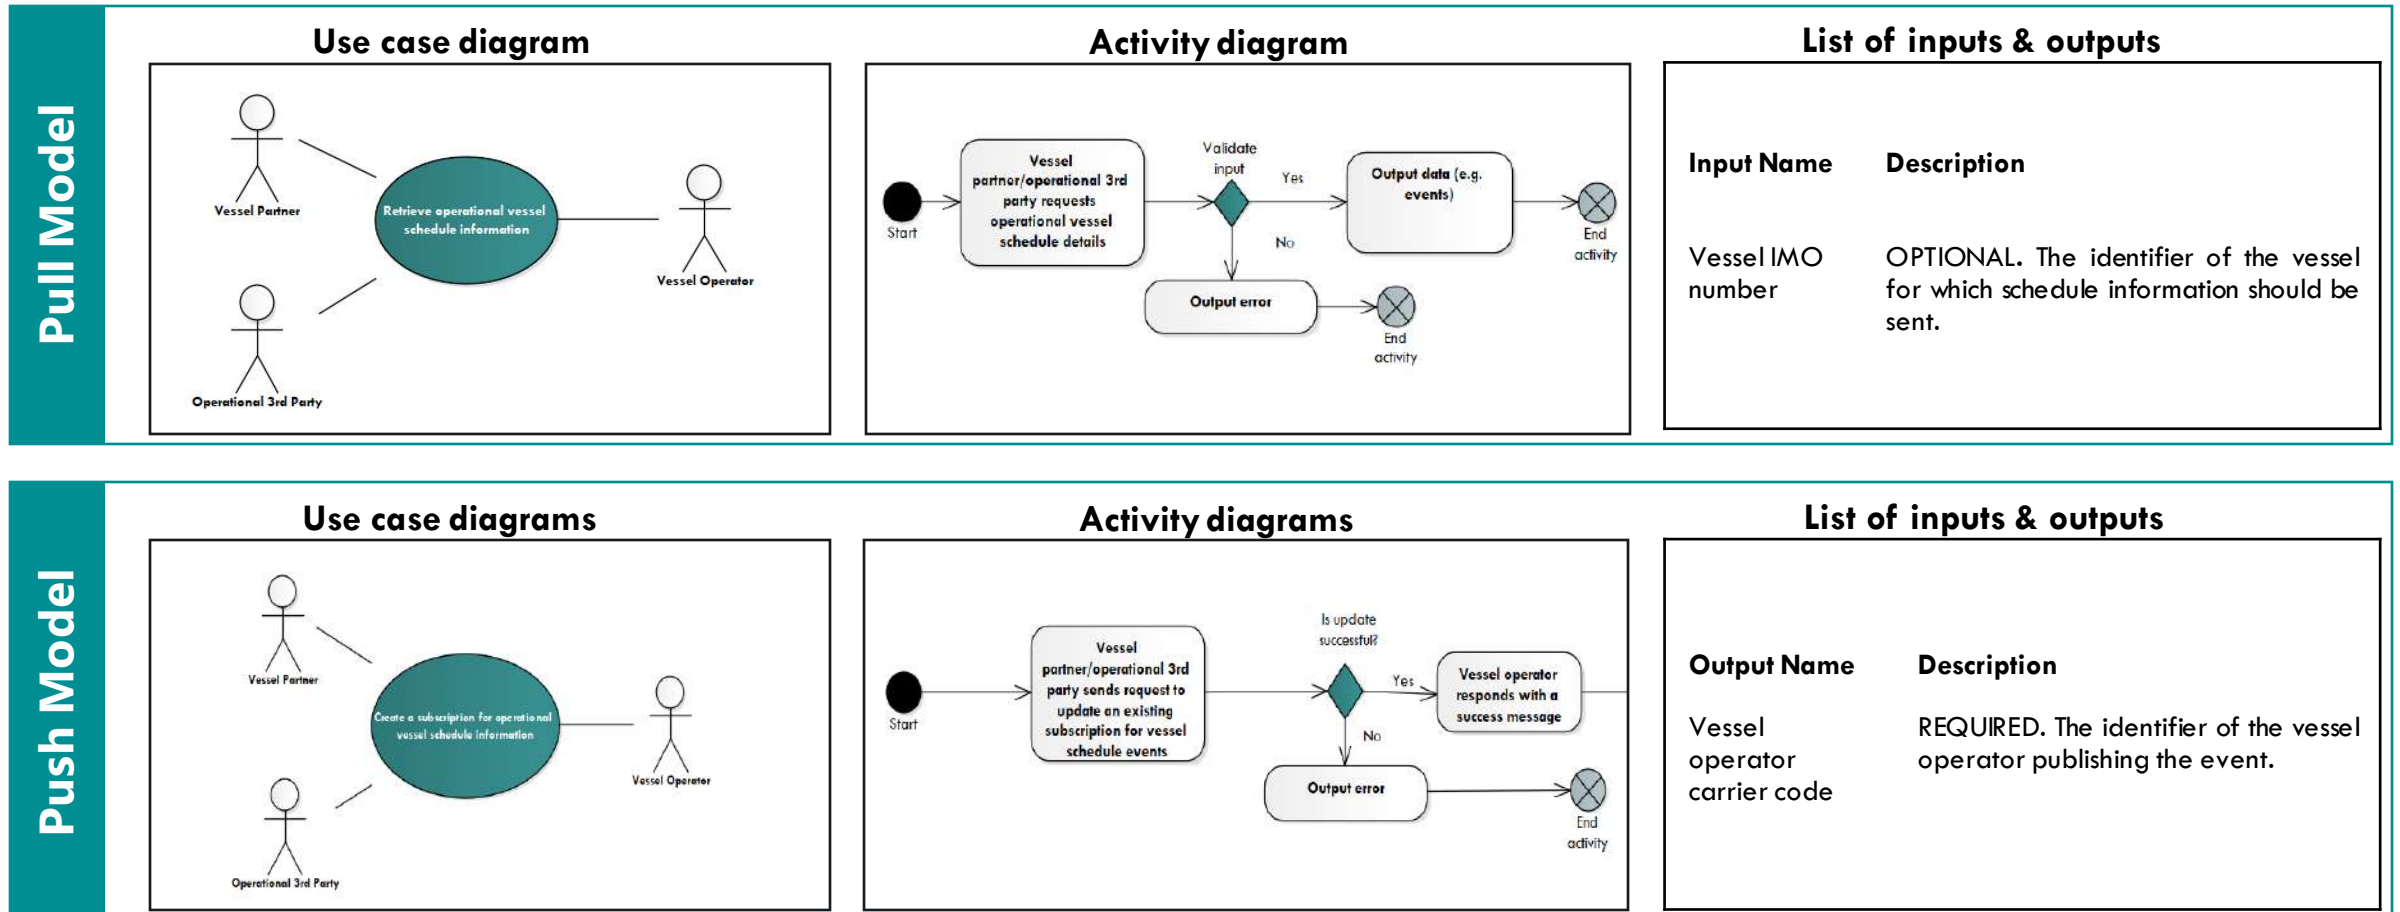 Pull Model
Use case diagram
Vessel Partner
Retrieve operational vessel
schedule information
Vessel Operator
Operational 3rd Party
Activity diagram
Start
Vessel
partner/operational 3rd
party requests
operational vessel
schedule details
Validate
input
Yes
No
Output data (e.g.
events)
End
activity
Output error
End
activity
List of inputs & outputs
Input Name Description
Vessel IMO
number
OPTIONAL. The identifier of the vessel
for which schedule information should be
sent.
Push Model
Use case diagrams
Vessel Partner
Create a subscription for operational
vessel schedule information
Vessel Operator
Operational 3rd Party
Activity diagrams
Start
Vessel
partner/operational 3rd
party sends request to
update an existing
subscription for vessel
schedule events
Is update
successful?
Yes
No
Vessel operator
responds with a
success message
Output error
End
activity
List of inputs & outputs
Output Name Description
Vessel
operator
carrier code
REQUIRED. The identifier of the vessel
operator publishing the event.